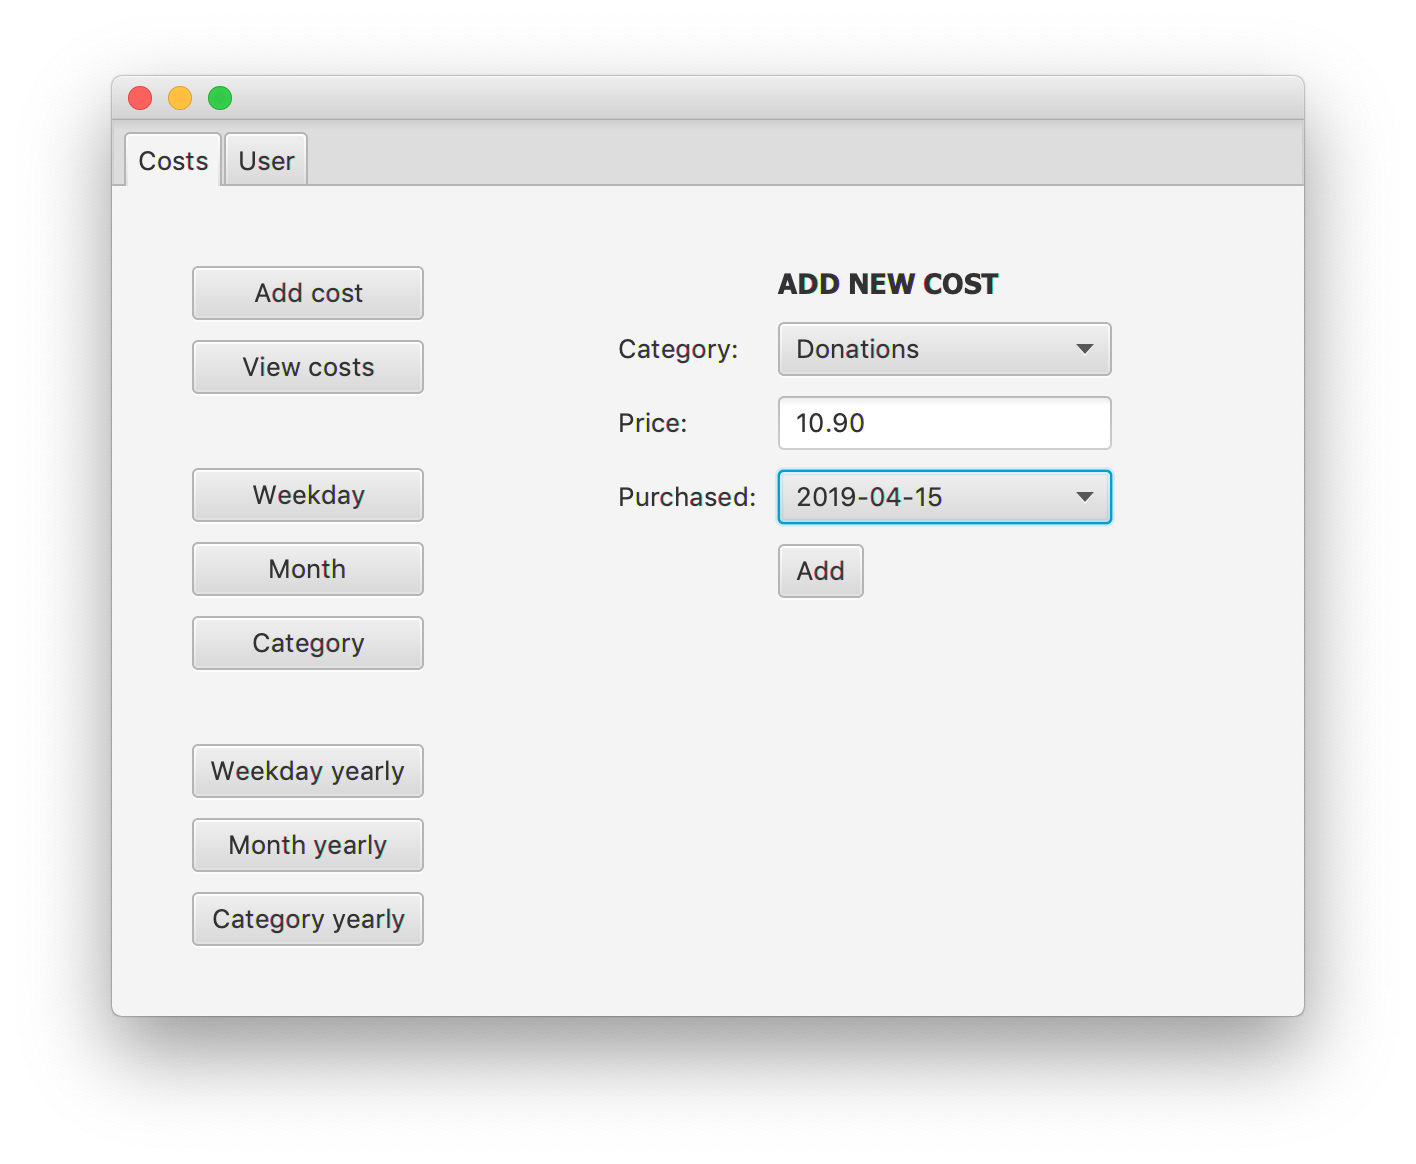 Costs User
Add cost
View costs
Weekday
Month
Category
Weekday yearly
Month yearly
Category yearly
ADD NEW COST
Category: Donations
Price: 10.90
Purchased: 2019-04-15
Add